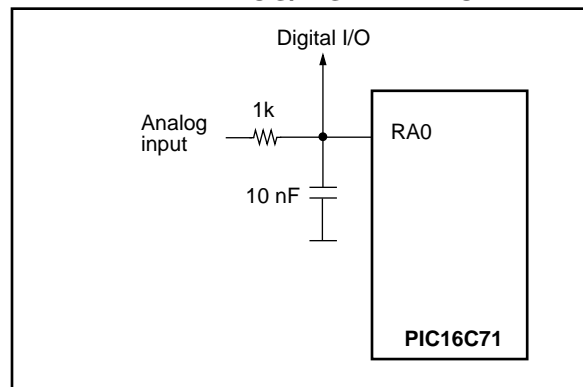 Digital I/O
1k
Analog
input
RA0
10 nF
PIC16C71